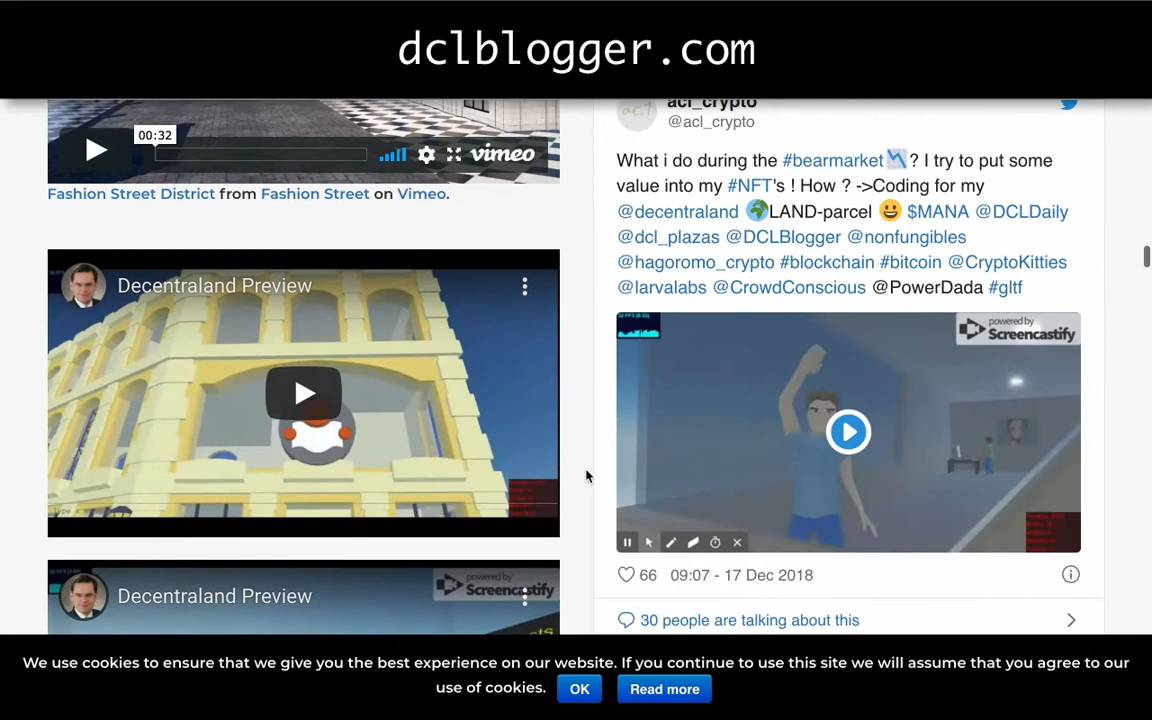 dclblogger.com
00:32
vimeo
Fashion Street District from Fashion Street on Vimeo.
Decentraland Preview
Decentraland Preview
powered by
Screencastify
acl_crypto
@acl_crypto
What i do during the #bearmarket📉? I try to put some
value into my #NFT's ! How ? ->Coding for my
@decentraland 🌍LAND-parcel 😀 $MANA @DCLDaily
@dcl_plazas @DCLBlogger @nonfungibles
@hagoromo_crypto #blockchain #bitcoin @CryptoKitties
@larvalabs @CrowdConscious @PowerDada #gltf
powered by
Screencastify
66 09:07 - 17 Dec 2018
30 people are talking about this
We use cookies to ensure that we give you the best experience on our website. If you continue to use this site we will assume that you agree to our
use of cookies. OK Read more